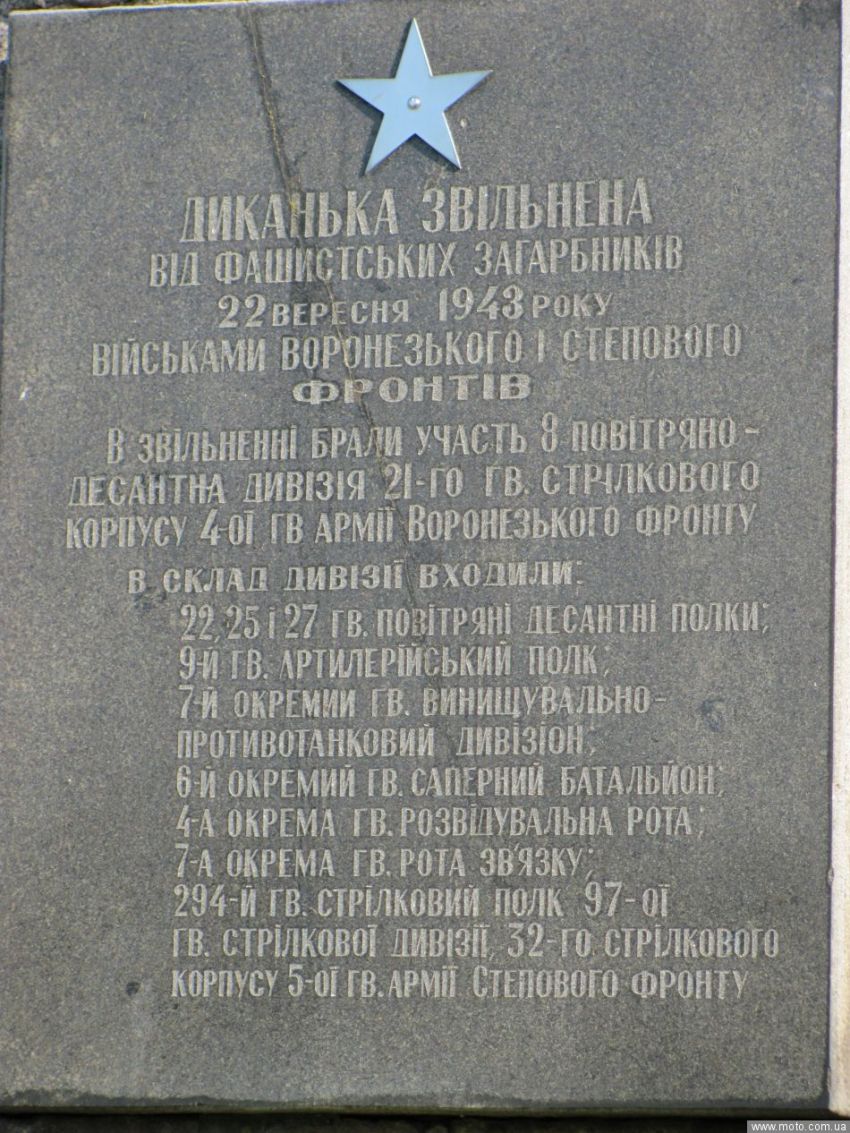 ДИКАНЬКА ЗВІЛЬНЕНА
ВІД ФАШИСТСЬКИХ ЗАГАРБНИКІВ
22 ВЕРЕСНЯ 1943 РОКУ
ВІЙСЬКАМИ ВОРОНЕЗЬКОГО І СТЕПОВОГО
ФРОНТІВ
В ЗВІЛЬНЕННІ БРАЛИ УЧАСТЬ 8 ПОВІТРЯНО-
ДЕСАНТНА ДИВІЗІЯ 21-ГО ГВ. СТРІЛКОВОГО
КОРПУСУ 4-ОЇ ГВ АРМІЇ ВОРОНЕЗЬКОГО ФРОНТУ
В СКЛАД ДИВІЗІЇ ВХОДИЛИ:
22, 25 І 27 ГВ. ПОВІТРЯНІ ДЕСАНТНІ ПОЛКИ;
9-Й ГВ. АРТИЛЕРІЙСЬКИЙ ПОЛК;
7-Й ОКРЕМИЙ ГВ. ВИНИЩУВАЛЬНО-
ПРОТИВОТАНКОВИЙ ДИВІЗІОН;
6-Й ОКРЕМИЙ ГВ. САПЕРНИЙ БАТАЛЬЙОН;
4-А ОКРЕМА ГВ. РОЗВІДУВАЛЬНА РОТА;
7-А ОКРЕМА ГВ. РОТА ЗВ'ЯЗКУ;
294-Й ГВ. СТРІЛКОВИЙ ПОЛК 97-ОЇ
ГВ. СТРІЛКОВОЇ ДИВІЗІЇ, 32-ГО СТРІЛКОВОГО
КОРПУСУ 5-ОЇ ГВ. АРМІЇ СТЕПОВОГО ФРОНТУ
www.moto.com.ua